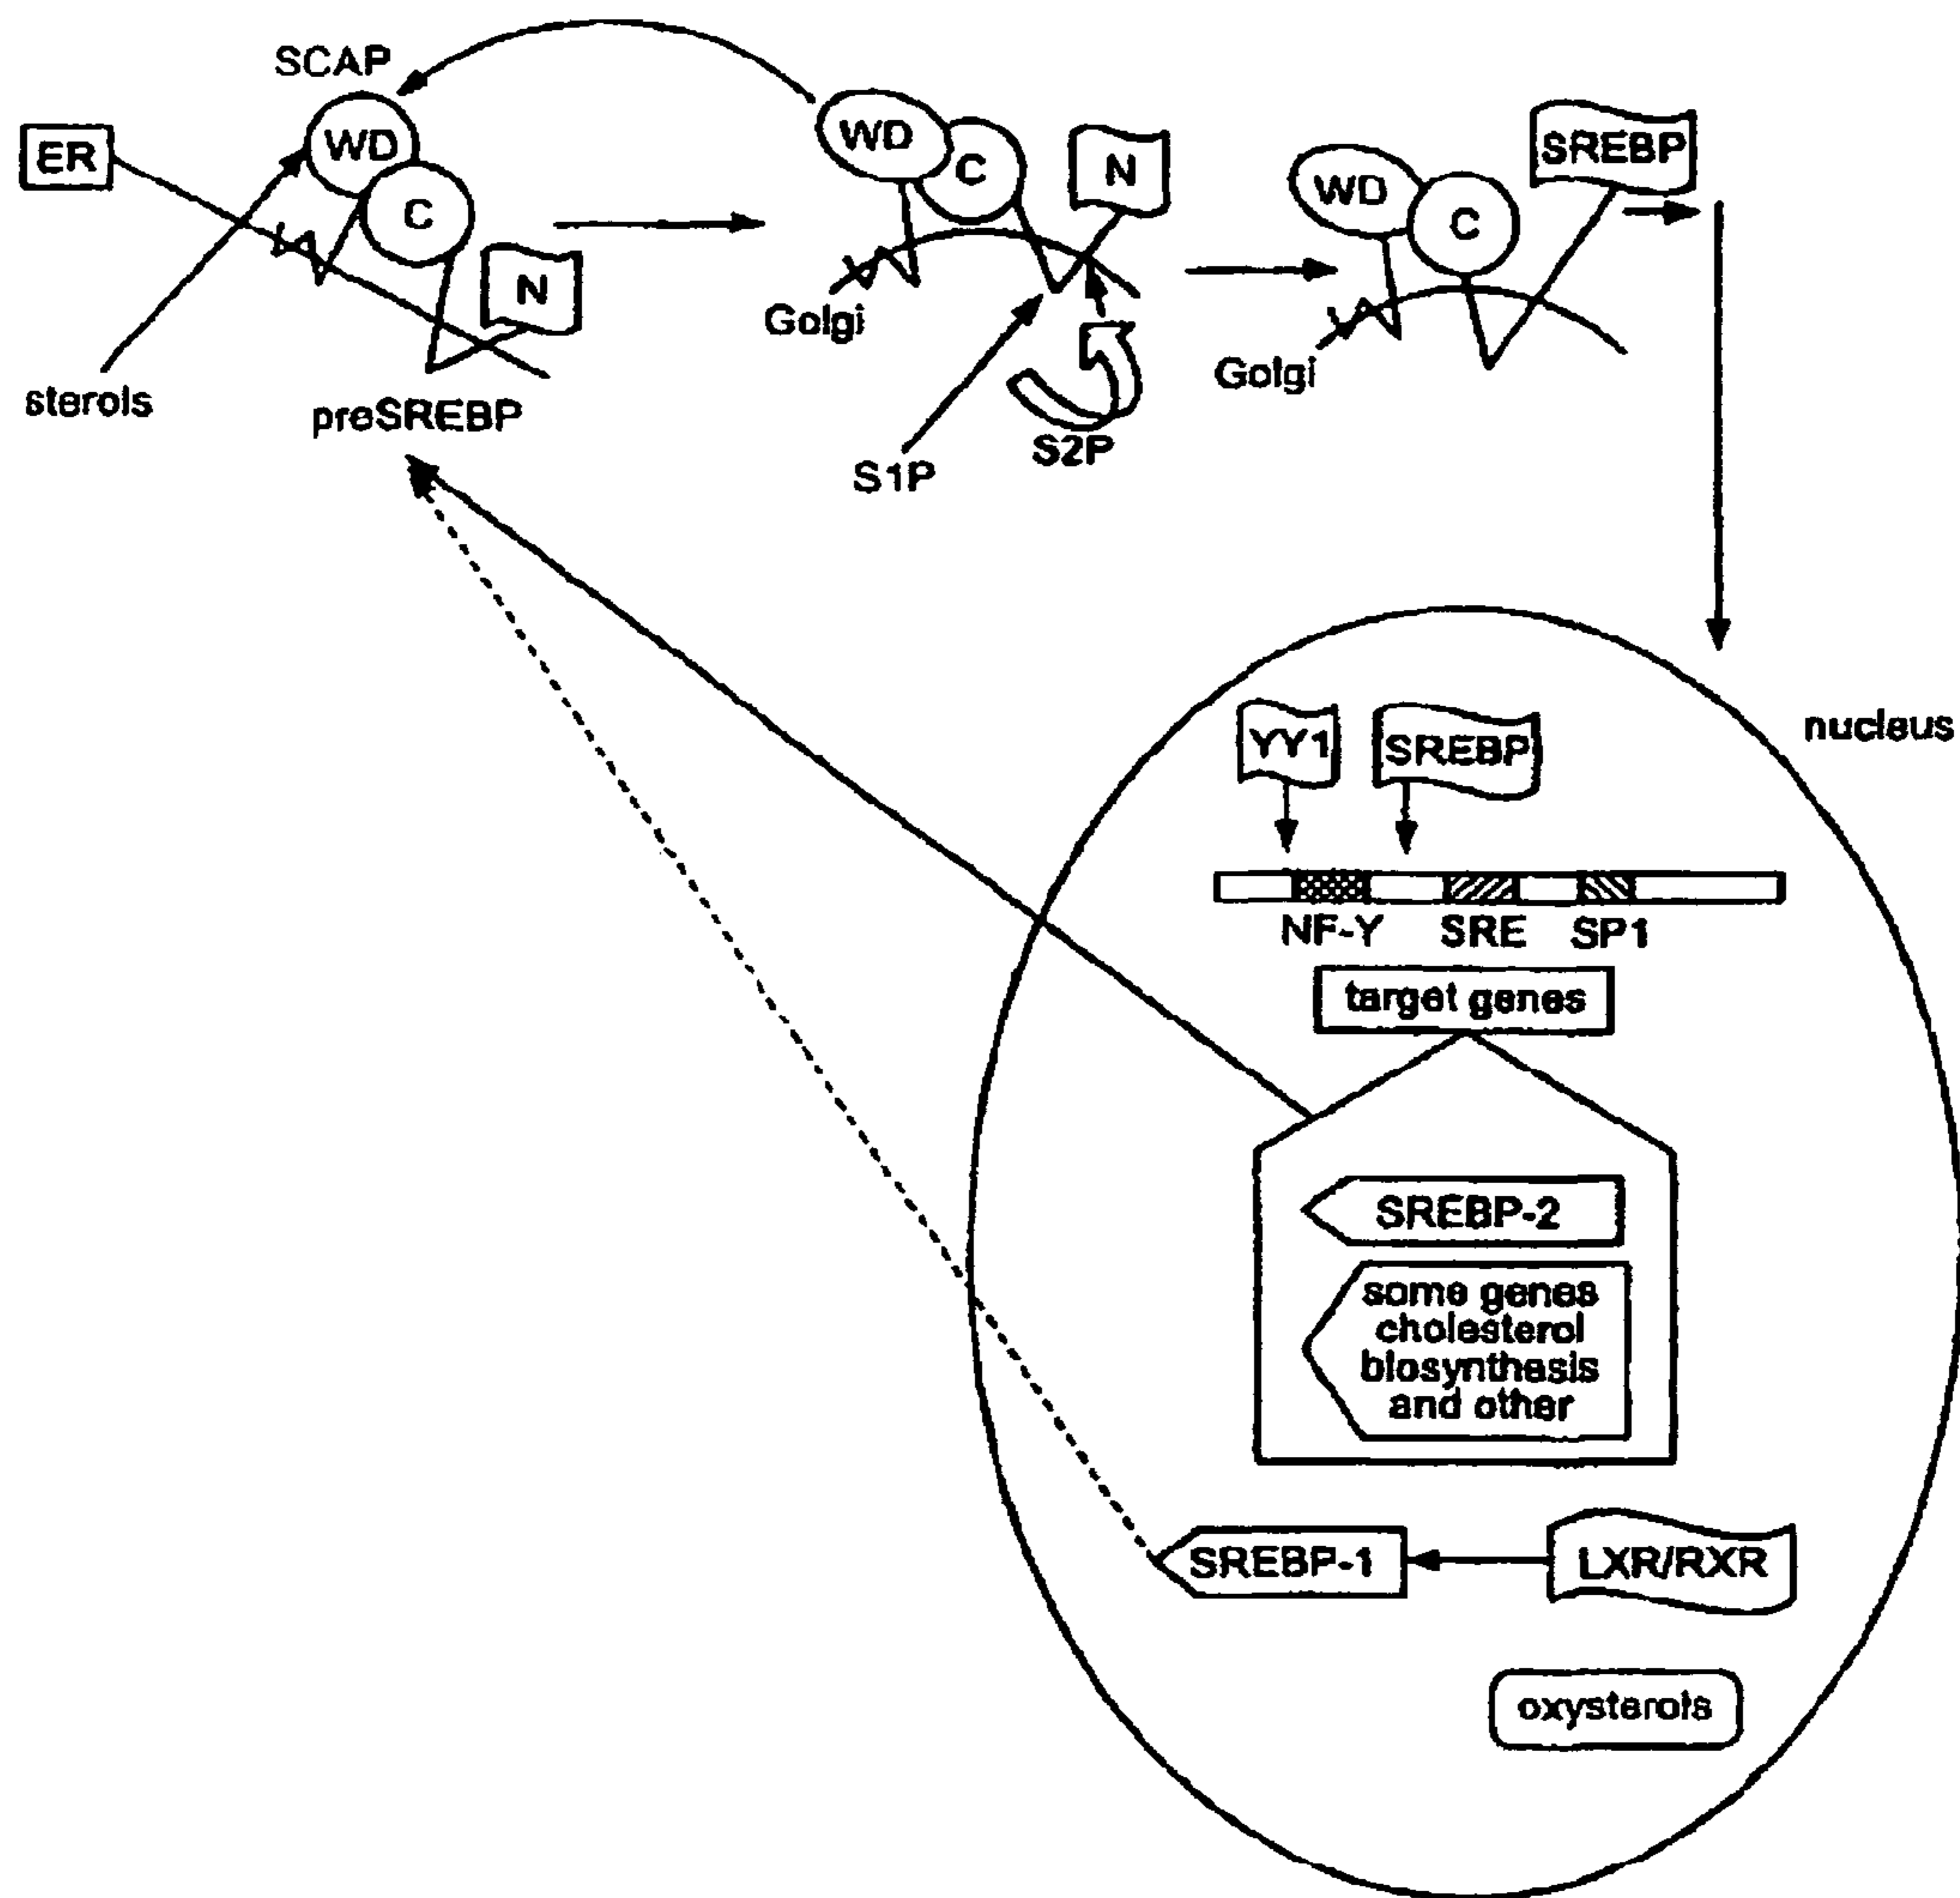 SCAP
ER
WD
C
N
sterols
preSREBP
WD
C
N
Golgi
S1P
S2P
WD
C
SREBP
Golgi
nucleus
YY1
SREBP
NF-Y
SRE
SP1
target genes
SREBP-2
some genes
cholesterol
biosynthesis
and other
SREBP-1
LXR/RXR
oxysterols